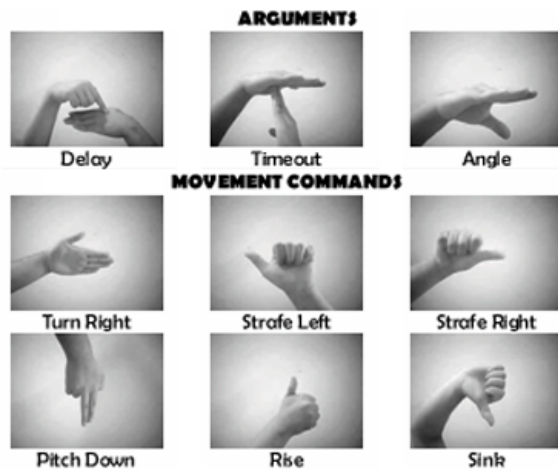 ARGUMENTS
Delay Timeout Angle
MOVEMENT COMMANDS
Turn Right Strafe Left Strafe Right
Pitch Down Rise Sink